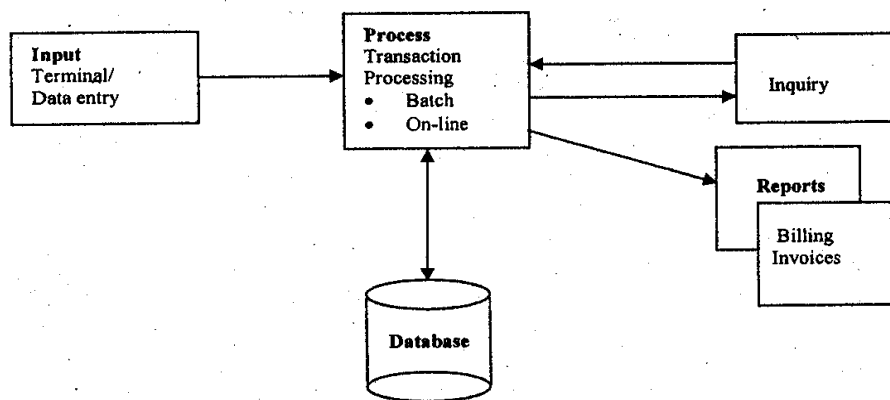 Input
Terminal/
Data entry
Process
Transaction
Processing
• Batch
• On-line
Inquiry
Reports
Billing
Invoices
Database